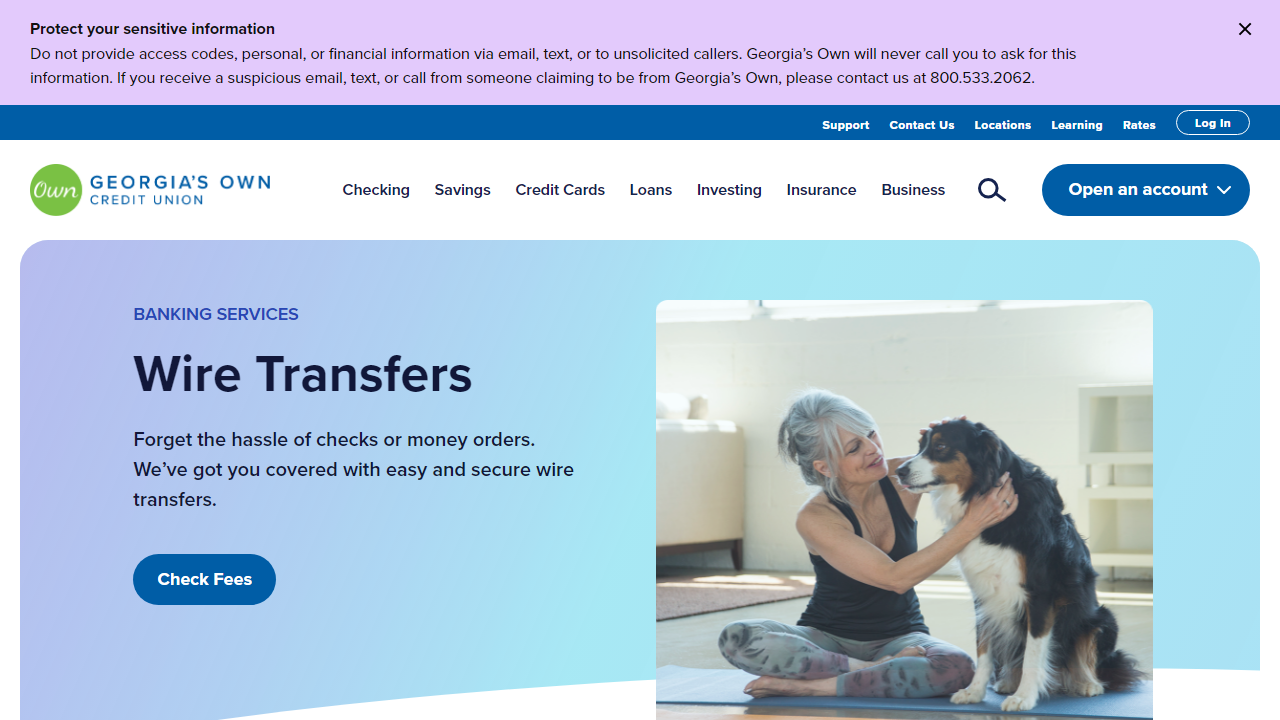 Protect your sensitive information
Do not provide access codes, personal, or financial information via email, text, or to unsolicited callers. Georgia's Own will never call you to ask for this
information. If you receive a suspicious email, text, or call from someone claiming to be from Georgia's Own, please contact us at 800.533.2062.
Support Contact Us Locations Learning Rates Log In
Own GEORGIA'S OWN
CREDIT UNION
Checking Savings Credit Cards Loans Investing Insurance Business Open an account
BANKING SERVICES
Wire Transfers
Forget the hassle of checks or money orders.
We've got you covered with easy and secure wire
transfers.
Check Fees